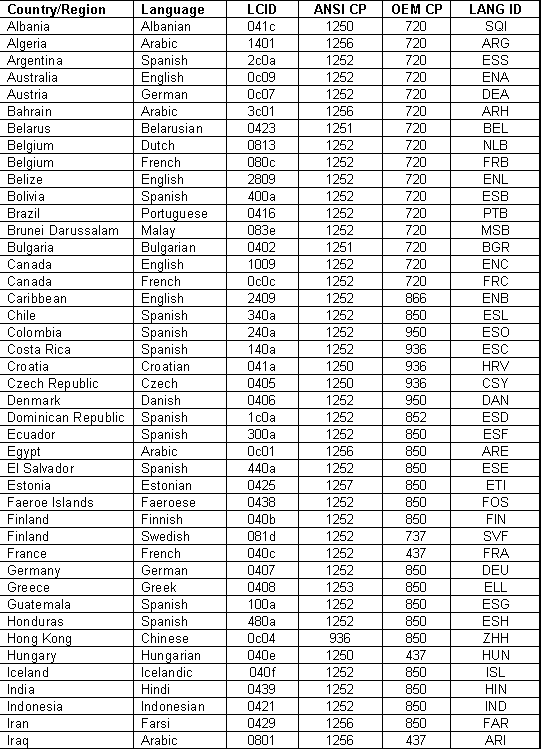 Country/Region Language LCID ANSI CP OEM CP LANG ID
Albania Albanian 041c 1250 720 SQI
Algeria Arabic 1401 1256 720 ARG
Argentina Spanish 2c0a 1252 720 ESS
Australia English 0c09 1252 720 ENA
Austria German 0c07 1252 720 DEA
Bahrain Arabic 3c01 1256 720 ARH
Belarus Belarusian 0423 1251 720 BEL
Belgium Dutch 0813 1252 720 NLB
Belgium French 080c 1252 720 FRB
Belize English 2809 1252 720 ENL
Bolivia Spanish 400a 1252 720 ESB
Brazil Portuguese 0416 1252 720 PTB
Brunei Darussalam Malay 083e 1252 720 MSB
Bulgaria Bulgarian 0402 1251 720 BGR
Canada English 1009 1252 720 ENC
Canada French 0c0c 1252 720 FRC
Caribbean English 2409 1252 866 ENB
Chile Spanish 340a 1252 850 ESL
Colombia Spanish 240a 1252 950 ESO
Costa Rica Spanish 140a 1252 936 ESC
Croatia Croatian 041a 1250 936 HRV
Czech Republic Czech 0405 1250 936 CSY
Denmark Danish 0406 1252 950 DAN
Dominican Republic Spanish 1c0a 1252 852 ESD
Ecuador Spanish 300a 1252 850 ESF
Egypt Arabic 0c01 1256 850 ARE
El Salvador Spanish 440a 1252 850 ESE
Estonia Estonian 0425 1257 850 ETI
Faeroe Islands Faeroese 0438 1252 850 FOS
Finland Finnish 040b 1252 850 FIN
Finland Swedish 081d 1252 737 SVF
France French 040c 1252 437 FRA
Germany German 0407 1252 850 DEU
Greece Greek 0408 1253 850 ELL
Guatemala Spanish 100a 1252 850 ESG
Honduras Spanish 480a 1252 850 ESH
Hong Kong Chinese 0c04 936 850 ZHH
Hungary Hungarian 040e 1250 437 HUN
Iceland Icelandic 040f 1252 850 ISL
India Hindi 0439 1252 850 HIN
Indonesia Indonesian 0421 1252 850 IND
Iran Farsi 0429 1256 850 FAR
Iraq Arabic 0801 1256 437 ARI